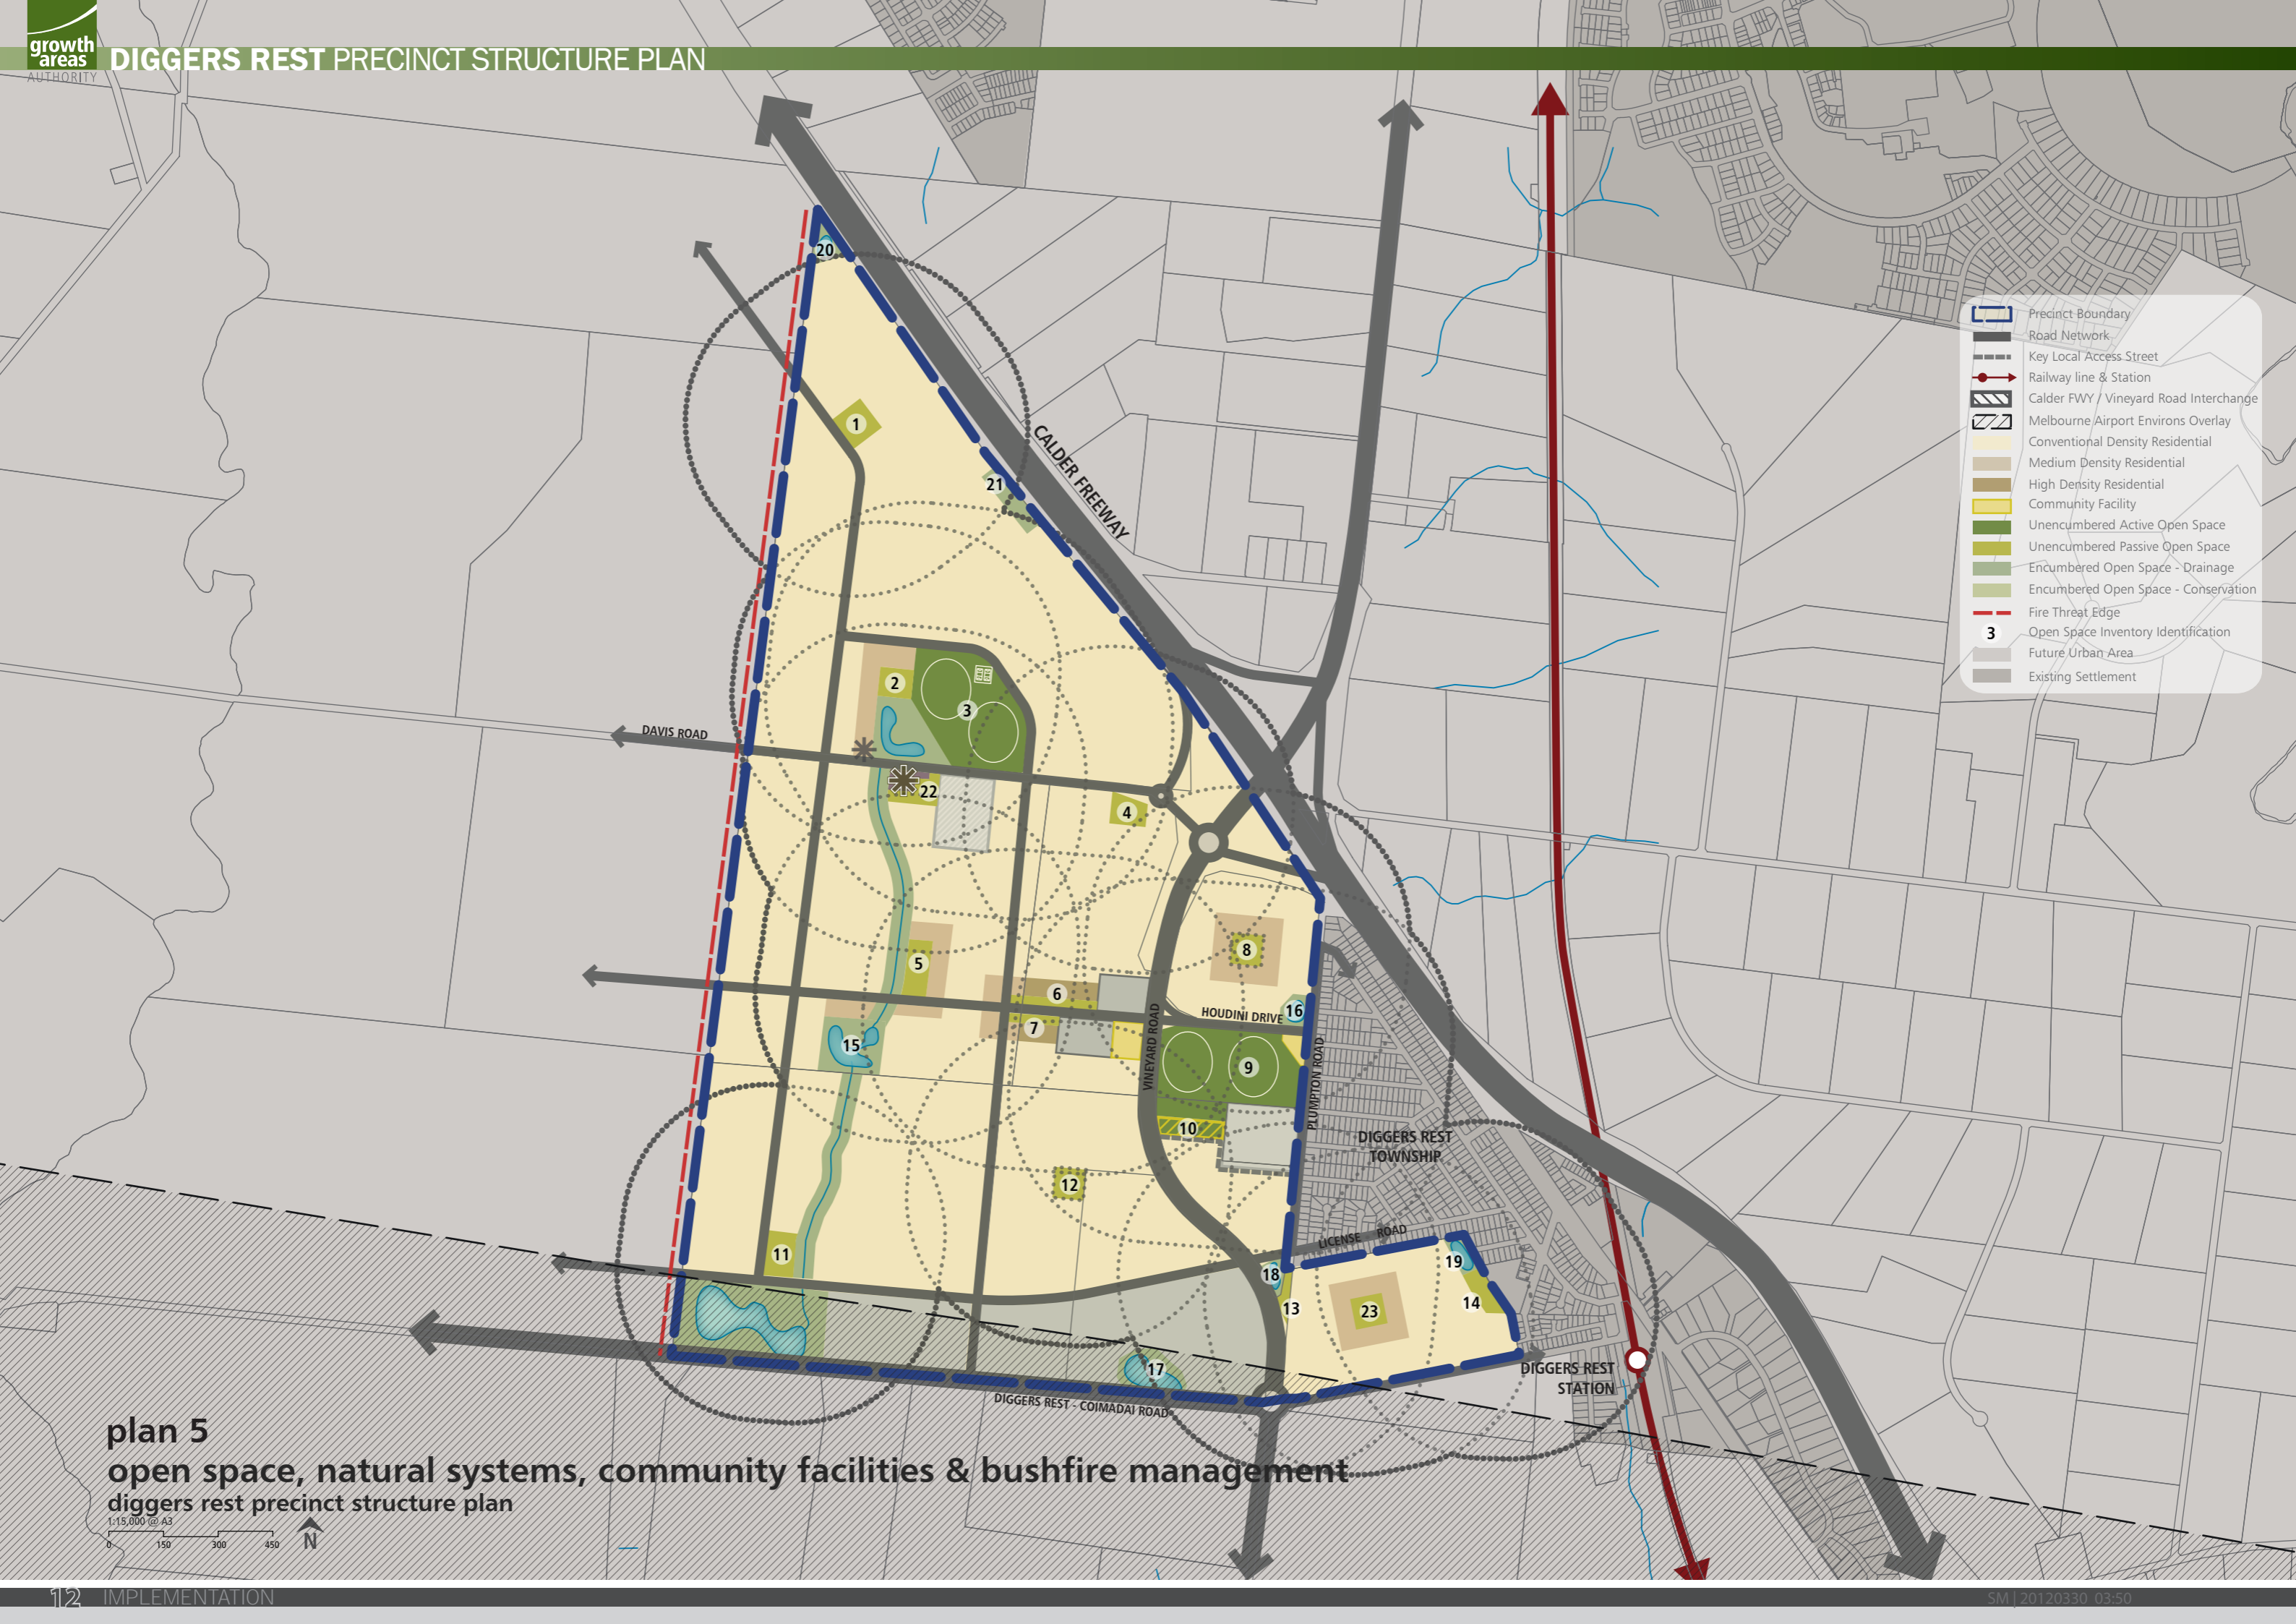 growth
areas
AUTHORITY
DIGGERS REST PRECINCT STRUCTURE PLAN
20
1
21
CALDER FREEWAY
Precinct Boundary
Road Network
Key Local Access Street
Railway line & Station
Calder FWY / Vineyard Road Interchange
Melbourne Airport Environs Overlay
Conventional Density Residential
Medium Density Residential
High Density Residential
Community Facility
Unencumbered Active Open Space
Unencumbered Passive Open Space
Encumbered Open Space - Drainage
Encumbered Open Space - Conservation
Fire Threat Edge
3 Open Space Inventory Identification
Future Urban Area
Existing Settlement
2
3
DAVIS ROAD
22
4
5
8
6
16
HOUDINI DRIVE
7
15
VINEYARD ROAD
9
PLUMPTON ROAD
10
DIGGERS REST
TOWNSHIP
12
11
LICENSE ROAD
18
19
13
23
14
17
DIGGERS REST
STATION
DIGGERS REST - COIMADAI ROAD
plan 5
open space, natural systems, community facilities & bushfire management
diggers rest precinct structure plan
1:15,000 @ A3
0 150 300 450
N
12 IMPLEMENTATION
SM | 20120330 03:50